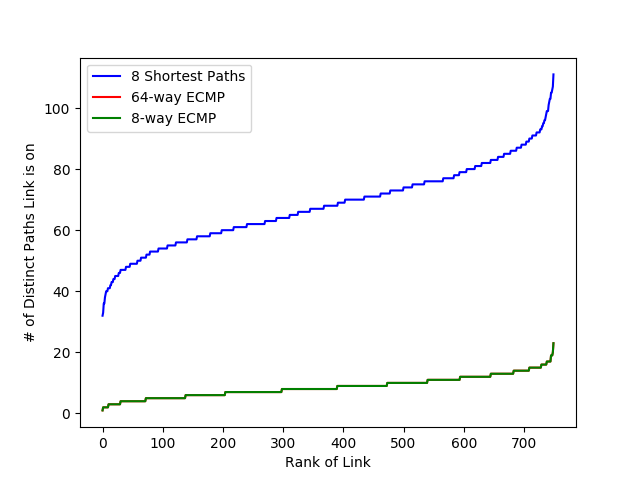 8 Shortest Paths
64-way ECMP
8-way ECMP
# of Distinct Paths Link is on
100
80
60
40
20
0
0 100 200 300 400 500 600 700
Rank of Link